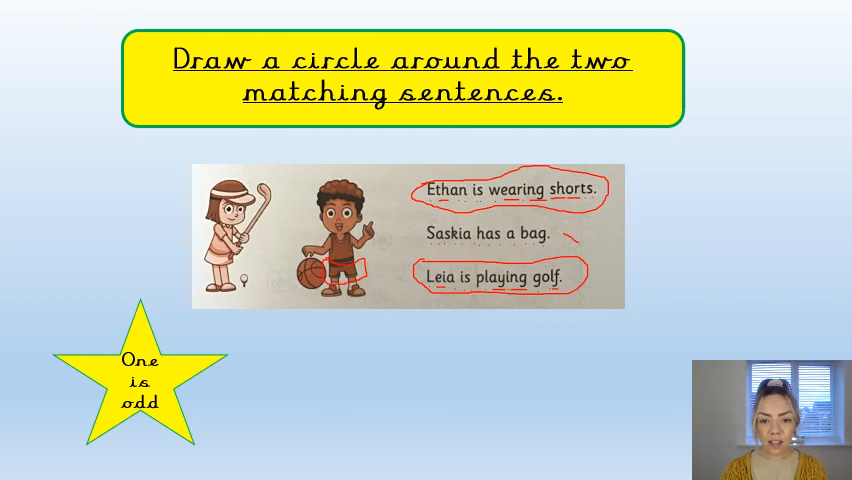 Draw a circle around the two
matching sentences.
Ethan is wearing shorts.
Saskia has a bag.
Leia is playing golf.
One
is
odd